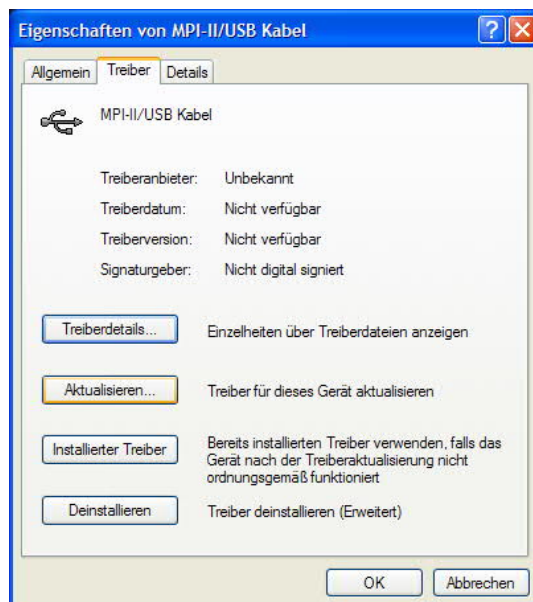 Eigenschaften von MPI-II/USB Kabel
Allgemein
Treiber
Details
MPI-II/USB Kabel
Treiberanbieter: Unbekannt
Treiberdatum: Nicht verfügbar
Treiberversion: Nicht verfügbar
Signaturgeber: Nicht digital signiert
Treiberdetails... Einzelheiten über Treiberdateien anzeigen
Aktualisieren... Treiber für dieses Gerät aktualisieren
Installierter Treiber
Bereits installierten Treiber verwenden, falls das
Gerät nach der Treiberaktualisierung nicht
ordnungsgemäß funktioniert
Deinstallieren Treiber deinstallieren (Erweitert)
OK Abbrechen